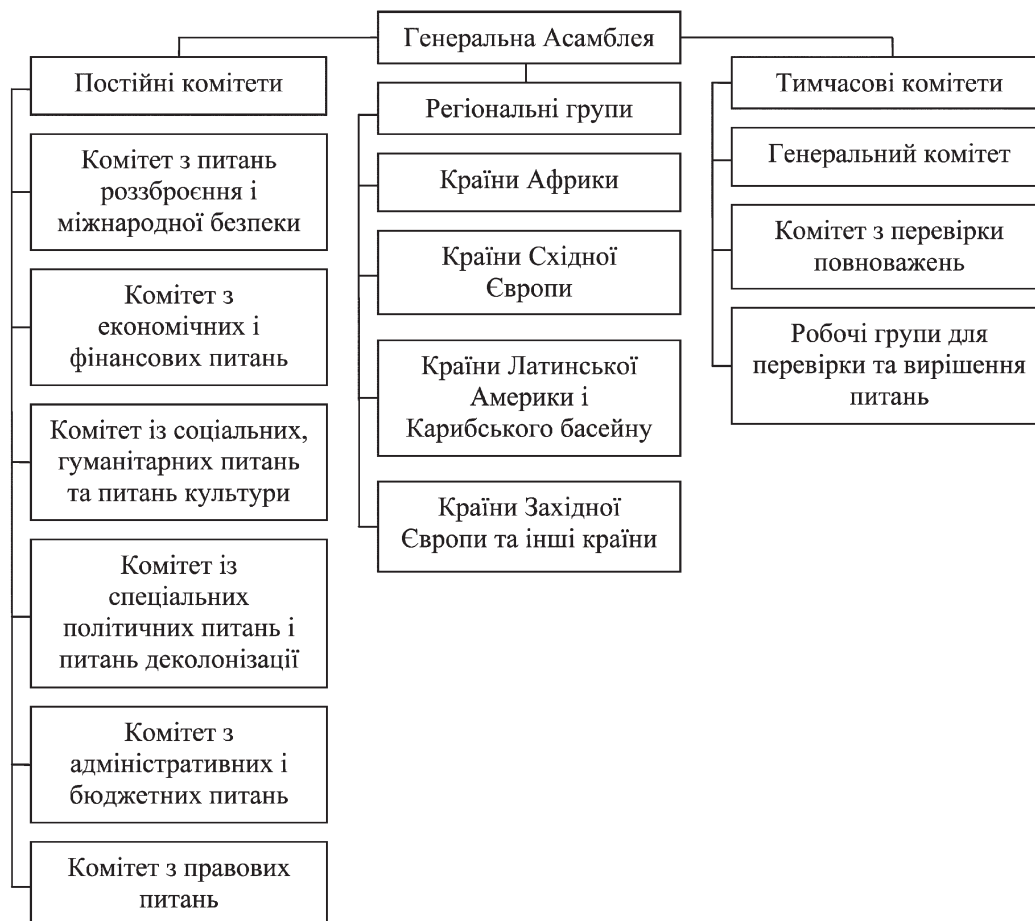 Генеральна Асамблея
Постійні комітети
Комітет з питань
роззброєння і
міжнародної безпеки
Комітет з
економічних і
фінансових питань
Комітет із соціальних,
гуманітарних питань
та питань культури
Комітет із
спеціальних
політичних питань і
питань деколонізації
Комітет з
адміністративних і
бюджетних питань
Комітет з правових
питань
Регіональні групи
Країни Африки
Країни Східної
Європи
Країни Латинської
Америки і
Карибського басейну
Країни Західної
Європи та інші країни
Тимчасові комітети
Генеральний комітет
Комітет з перевірки
повноважень
Робочі групи для
перевірки та вирішення
питань